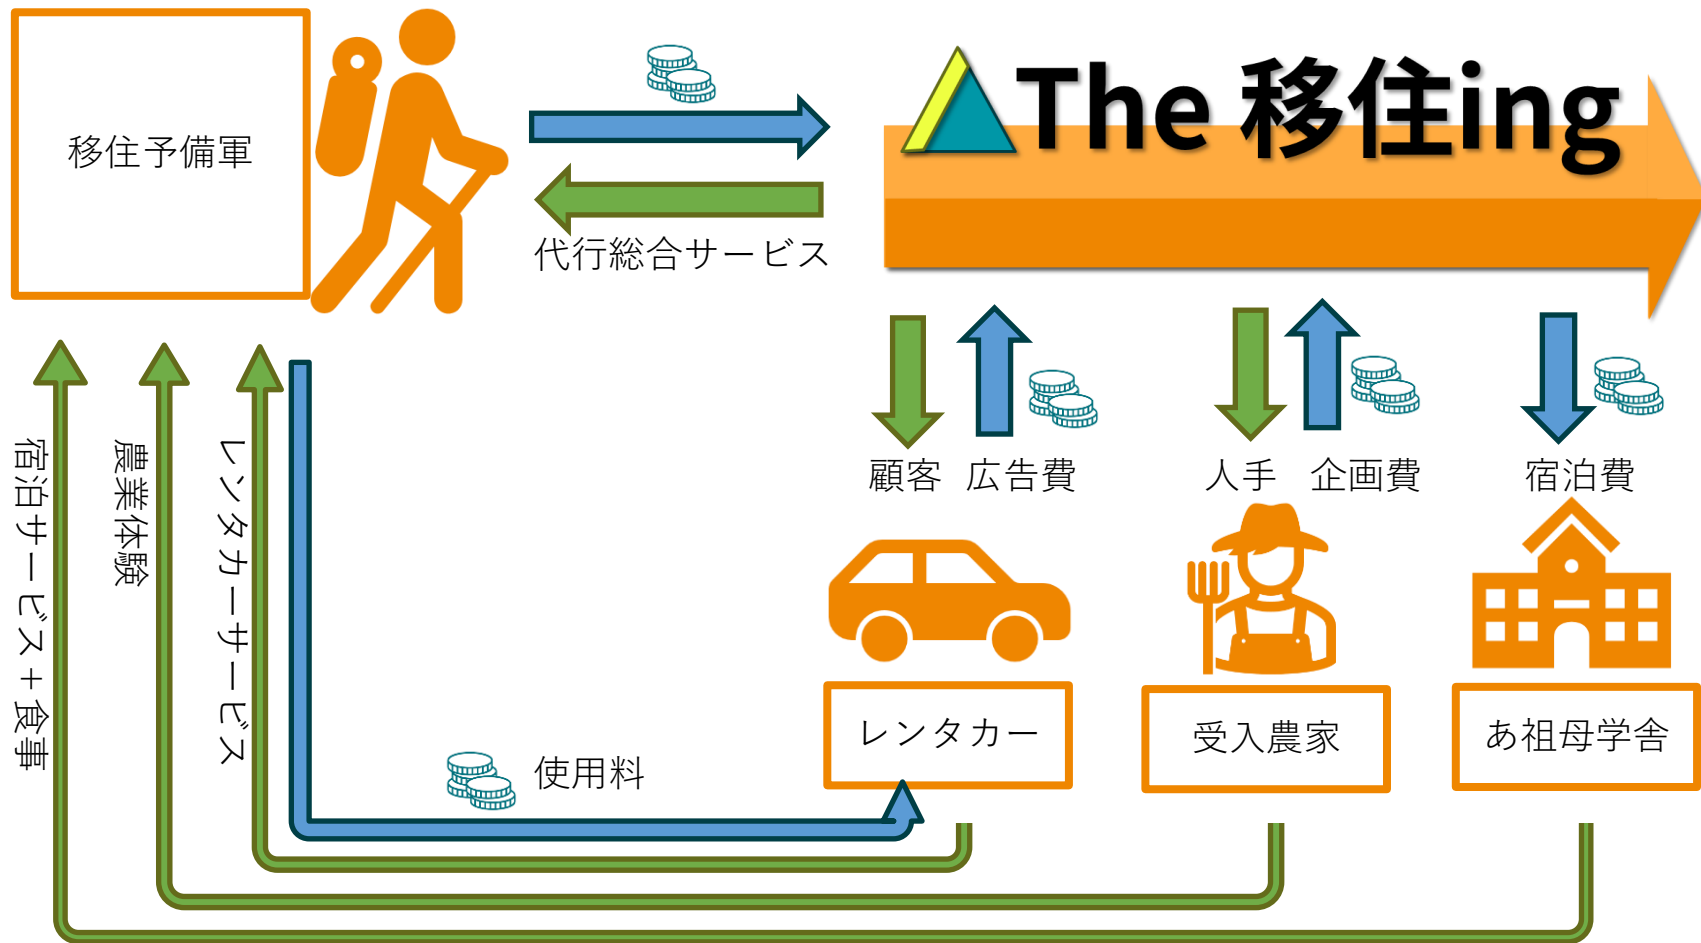 移住予備軍
The 移住ing
代行総合サービス
顧客
広告費
人手
企画費
宿泊費
宿泊サービス+食事
農業体験
レンタカーサービス
レンタカー
受入農家
あ祖母学舎
使用料